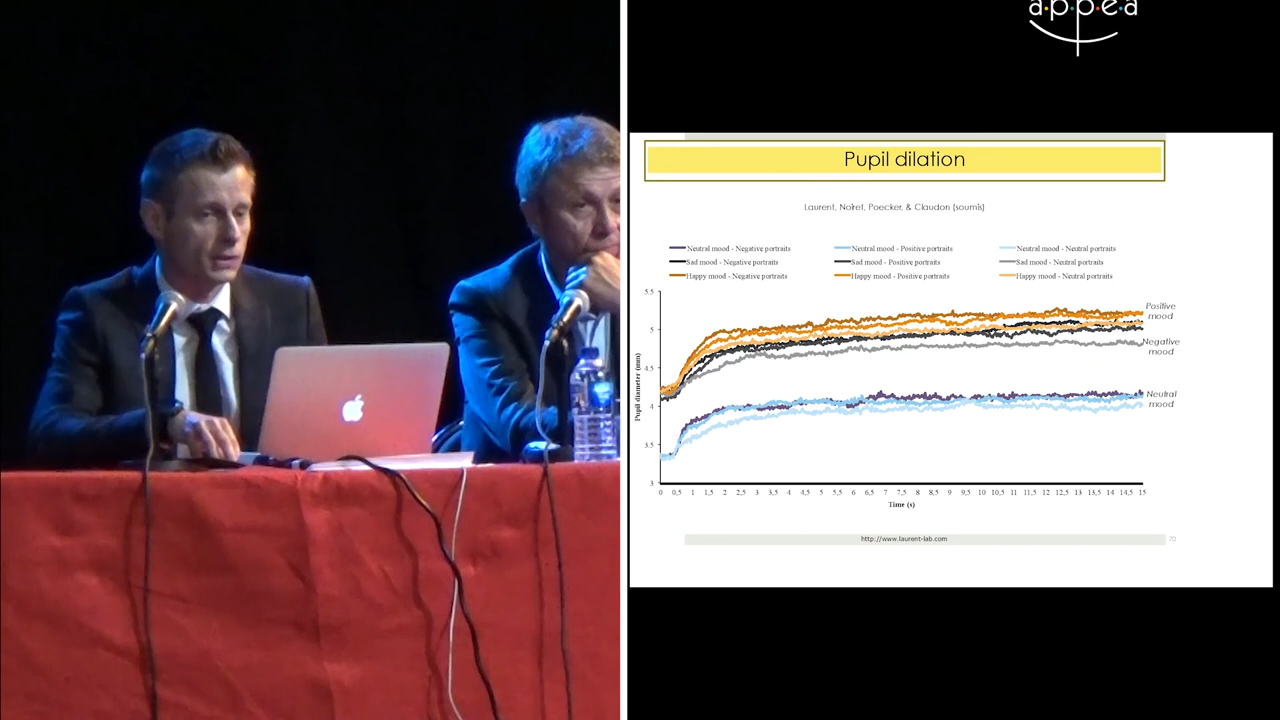 appea
Pupil dilation
Laurent, Noiret, Poecker, & Claudon (soumis)
Neutral mood - Negative portraits
Neutral mood - Positive portraits
Neutral mood - Neutral portraits
Sad mood - Negative portraits
Sad mood - Positive portraits
Sad mood - Neutral portraits
Happy mood - Negative portraits
Happy mood - Positive portraits
Happy mood - Neutral portraits
5.5
5
4.5
4
3.5
3
Pupil diameter (mm)
Positive
mood
Negative
mood
Neutral
mood
0 0,5 1 1,5 2 2,5 3 3,5 4 4,5 5 5,5 6 6,5 7 7,5 8 8,5 9 9,5 10 10,5 11 11,5 12 12,5 13 13,5 14 14,5 15
Time (s)
http://www.laurent-lab.com
70